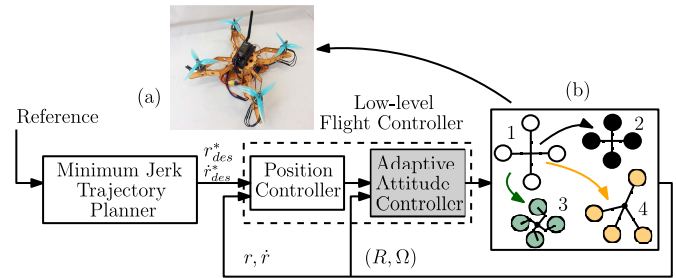 (a)
(b)
Reference
Low-level
Flight Controller
Minimum Jerk
Trajectory
Planner
r*des
ṙ*des
Position
Controller
Adaptive
Attitude
Controller
1
2
3
4
r, ṙ
(R, Ω)